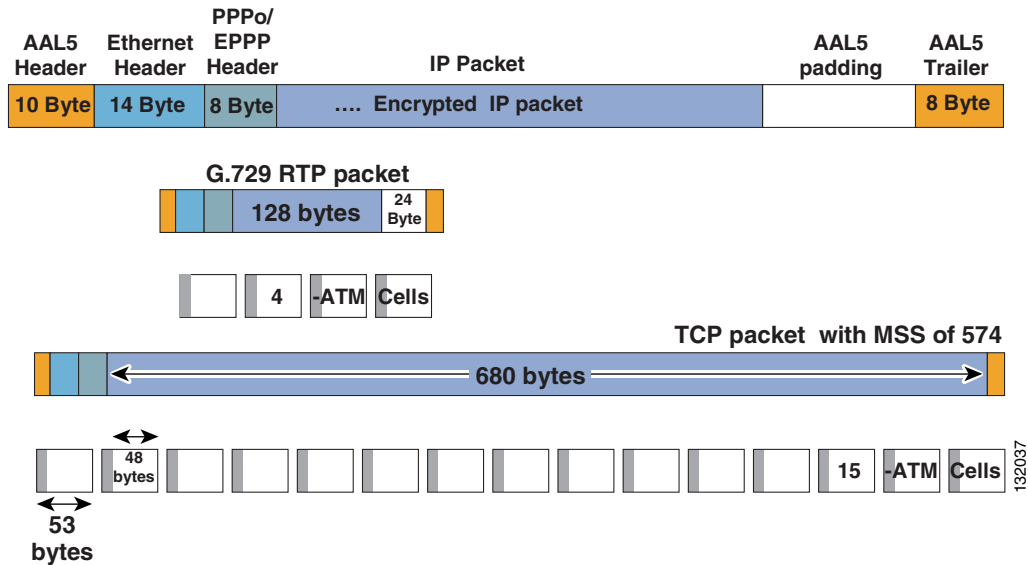 AAL5 Header
Ethernet Header
PPPo/ EPPP Header
IP Packet
AAL5 padding
AAL5 Trailer
10 Byte
14 Byte
8 Byte
.... Encrypted IP packet
8 Byte
G.729 RTP packet
128 bytes
24 Byte
4
-ATM
Cells
TCP packet with MSS of 574
680 bytes
48 bytes
15
-ATM
Cells
53 bytes
132037